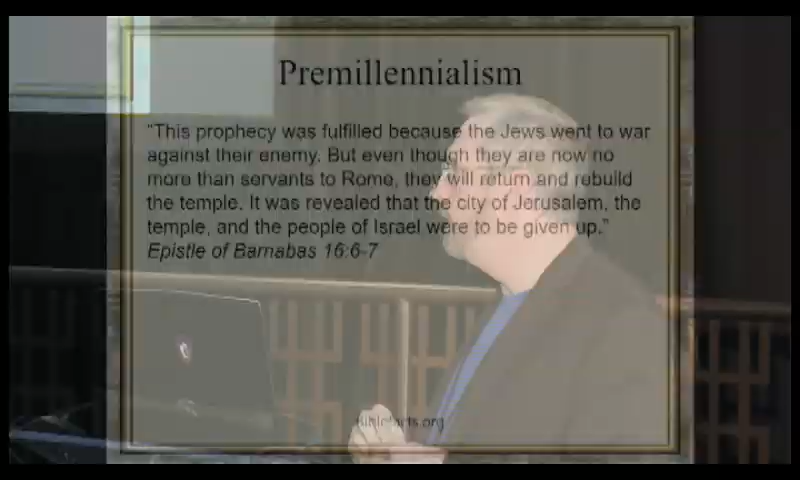 Premillennialism
"This prophecy was fulfilled because the Jews went to war
against their enemy. But even though they are now no
more than servants to Rome, they will return and rebuild
the temple. It was revealed that the city of Jerusalem, the
temple, and the people of Israel were to be given up."
Epistle of Barnabas 16:6-7
Biblefacts.org